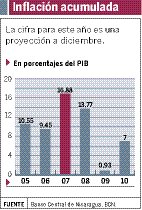 Inflación acumulada
La cifra para este año es una
proyección a diciembre.
En porcentajes del PIB
20
16
12
8
4
0
10.55
9.45
16.88
13.77
0.93
7
05 06 07 08 09 10
FUENTE Banco Central de Nicaragua, BCN.